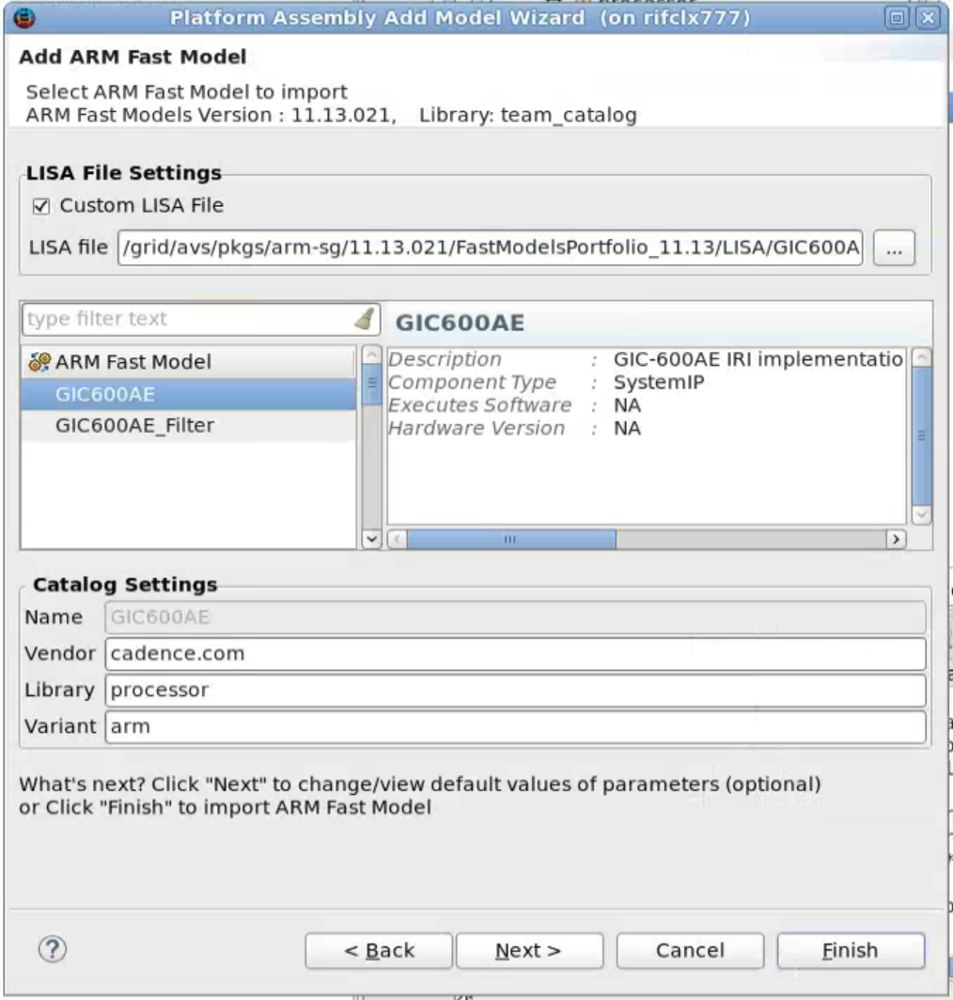 Platform Assembly Add Model Wizard (on rifclx777)
Add ARM Fast Model
Select ARM Fast Model to import
ARM Fast Models Version : 11.13.021, Library: team_catalog
LISA File Settings
Custom LISA File
LISA file /grid/avs/pkgs/arm-sg/11.13.021/FastModelsPortfolio_11.13/LISA/GIC600A ...
type filter text
GIC600AE
ARM Fast Model
GIC600AE
GIC600AE_Filter
Description : GIC-600AE IRI implementatio
Component Type : SystemIP
Executes Software : NA
Hardware Version : NA
Catalog Settings
Name GIC600AE
Vendor cadence.com
Library processor
Variant arm
What's next? Click "Next" to change/view default values of parameters (optional)
or Click "Finish" to import ARM Fast Model
? < Back Next > Cancel Finish